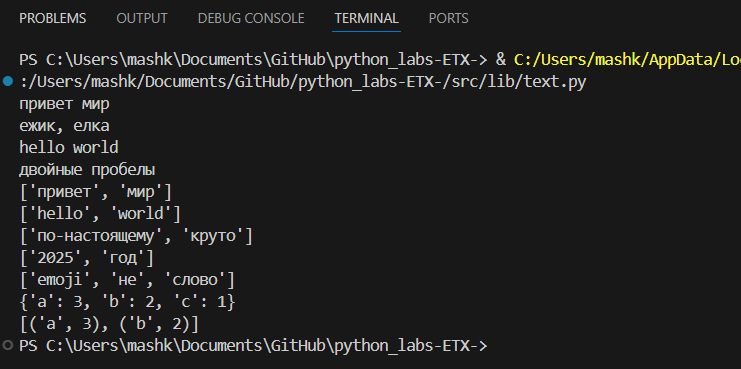 PROBLEMS OUTPUT DEBUG CONSOLE TERMINAL PORTS
PS C:\Users\mashk\Documents\GitHub\python_labs-ETX-> & C:/Users/mashk/AppData/Lo
:/Users/mashk/Documents/GitHub/python_labs-ETX-/src/lib/text.py
привет мир
ежик, елка
hello world
двойные пробелы
['привет', 'мир']
['hello', 'world']
['по-настоящему', 'круто']
['2025', 'год']
['emoji', 'не', 'слово']
{'a': 3, 'b': 2, 'c': 1}
[('a', 3), ('b', 2)]
PS C:\Users\mashk\Documents\GitHub\python_labs-ETX->